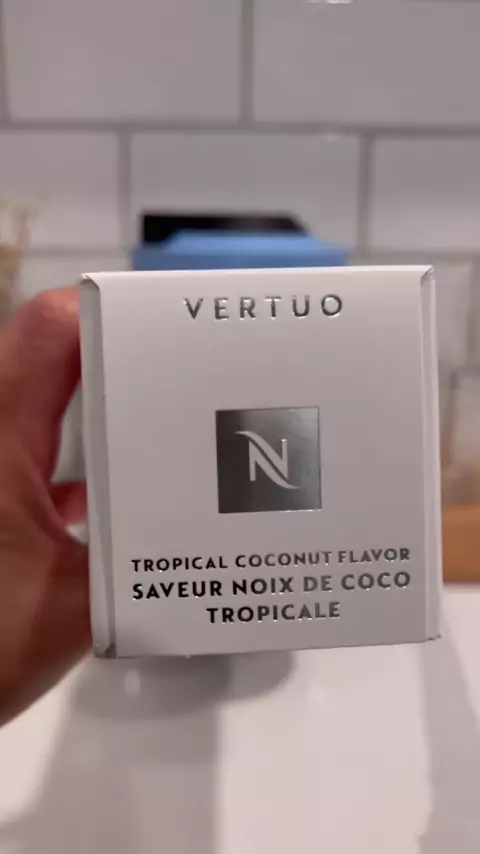 VERTUO
N
TROPICAL COCONUT FLAVOR
SAVEUR NOIX DE COCO
TROPICALE